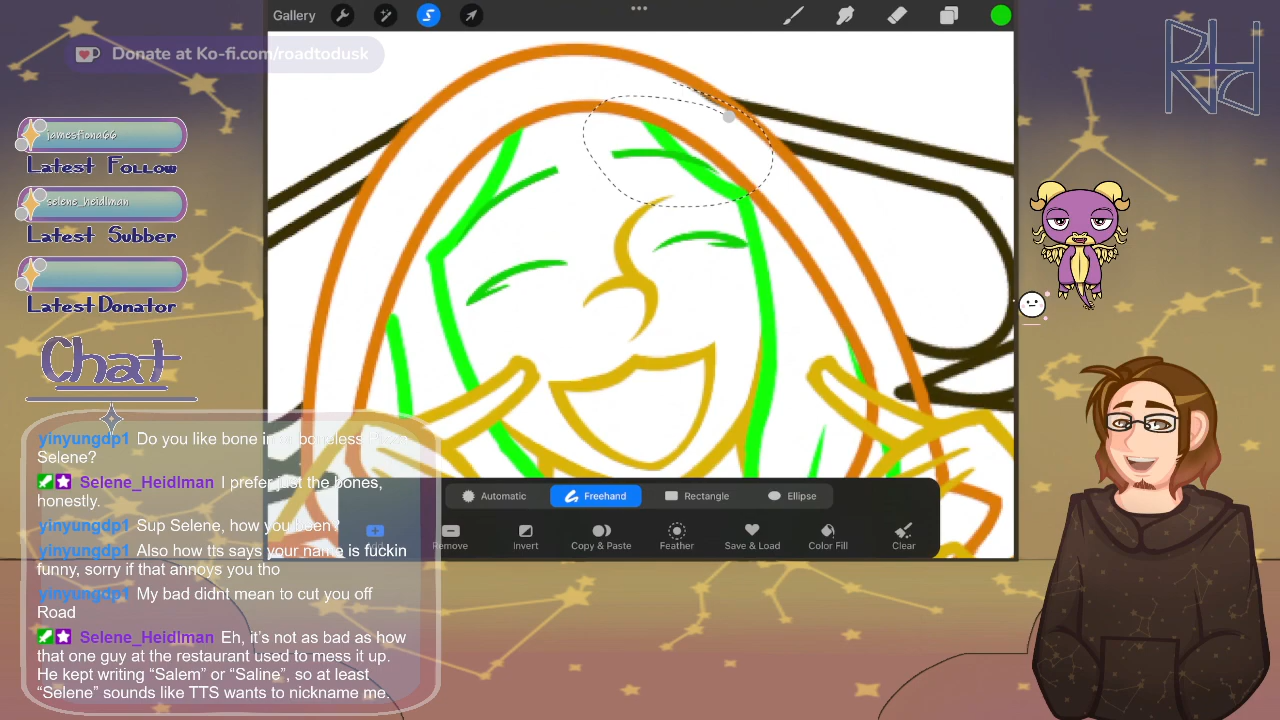 Gallery
Donate at Ko-fi.com/roadtodusk
RtD
jamesfiona66
Latest Follow
Selene_heidlman
Latest Subber
Latest Donator
Chat
yinyungdp1 Do you like bone in boneless
Selene?
Selene_Heidlman I prefer just the bones,
honestly.
yinyungdp1 Sup Selene, how you been?
yinyungdp1 Also how tts says your name is fuckin
funny, sorry if that annoys you tho
yinyungdp1 My bad didnt mean to cut you off
Road
Selene_Heidlman Eh, it's not as bad as how
that one guy at the restaurant used to mess it up.
He kept writing “Salem” or “Saline”, so at least
“Selene” sounds like TTS wants to nickname me.
Automatic Freehand Rectangle Ellipse
Remove Invert Copy & Paste Feather Save & Load Color Fill Clear